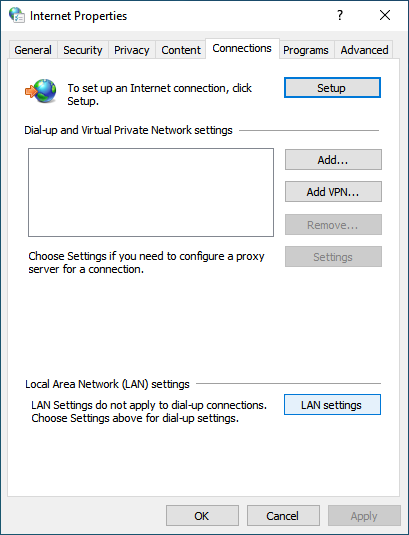 Internet Properties
?
General Security Privacy Content Connections Programs Advanced
To set up an Internet connection, click
Setup.
Setup
Dial-up and Virtual Private Network settings
Add...
Add VPN...
Remove...
Choose Settings if you need to configure a proxy
server for a connection.
Settings
Local Area Network (LAN) settings
LAN Settings do not apply to dial-up connections.
Choose Settings above for dial-up settings.
LAN settings
OK Cancel Apply